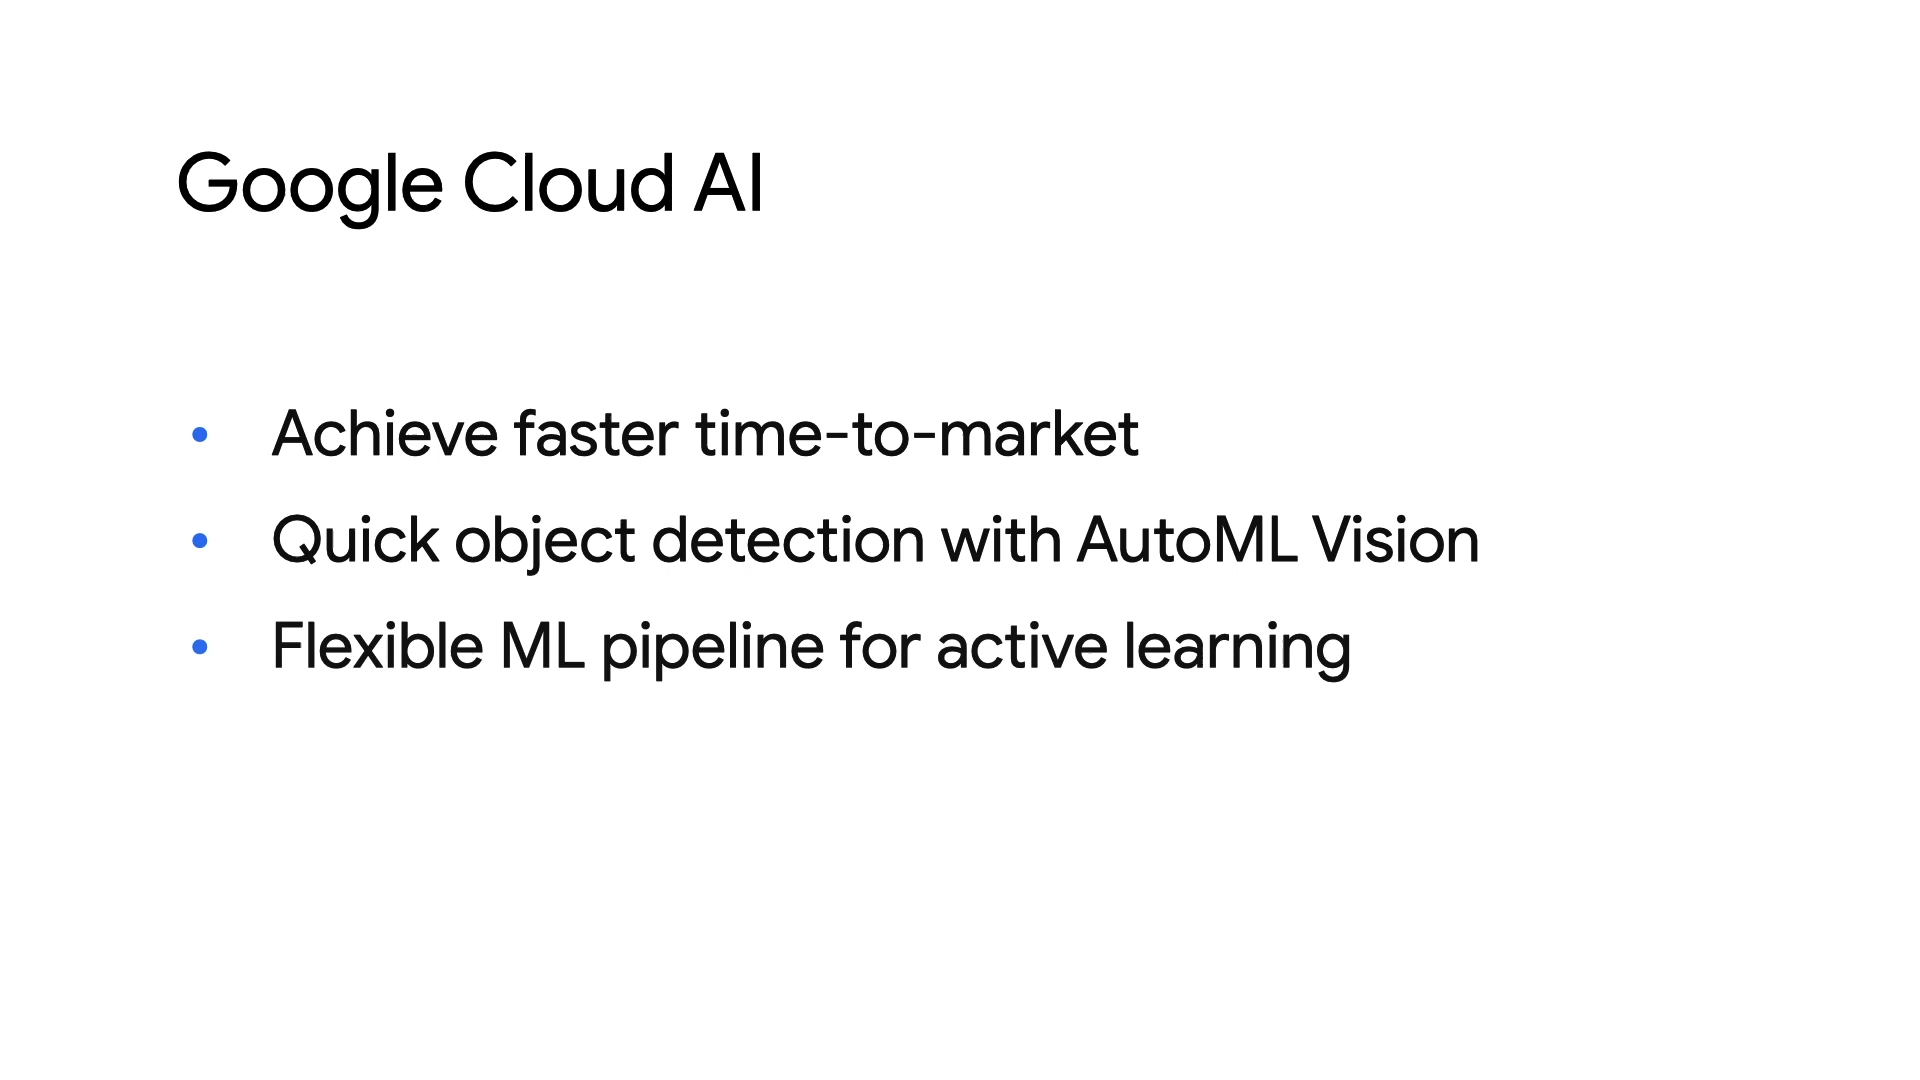 Google Cloud AI
• Achieve faster time-to-market
• Quick object detection with AutoML Vision
• Flexible ML pipeline for active learning